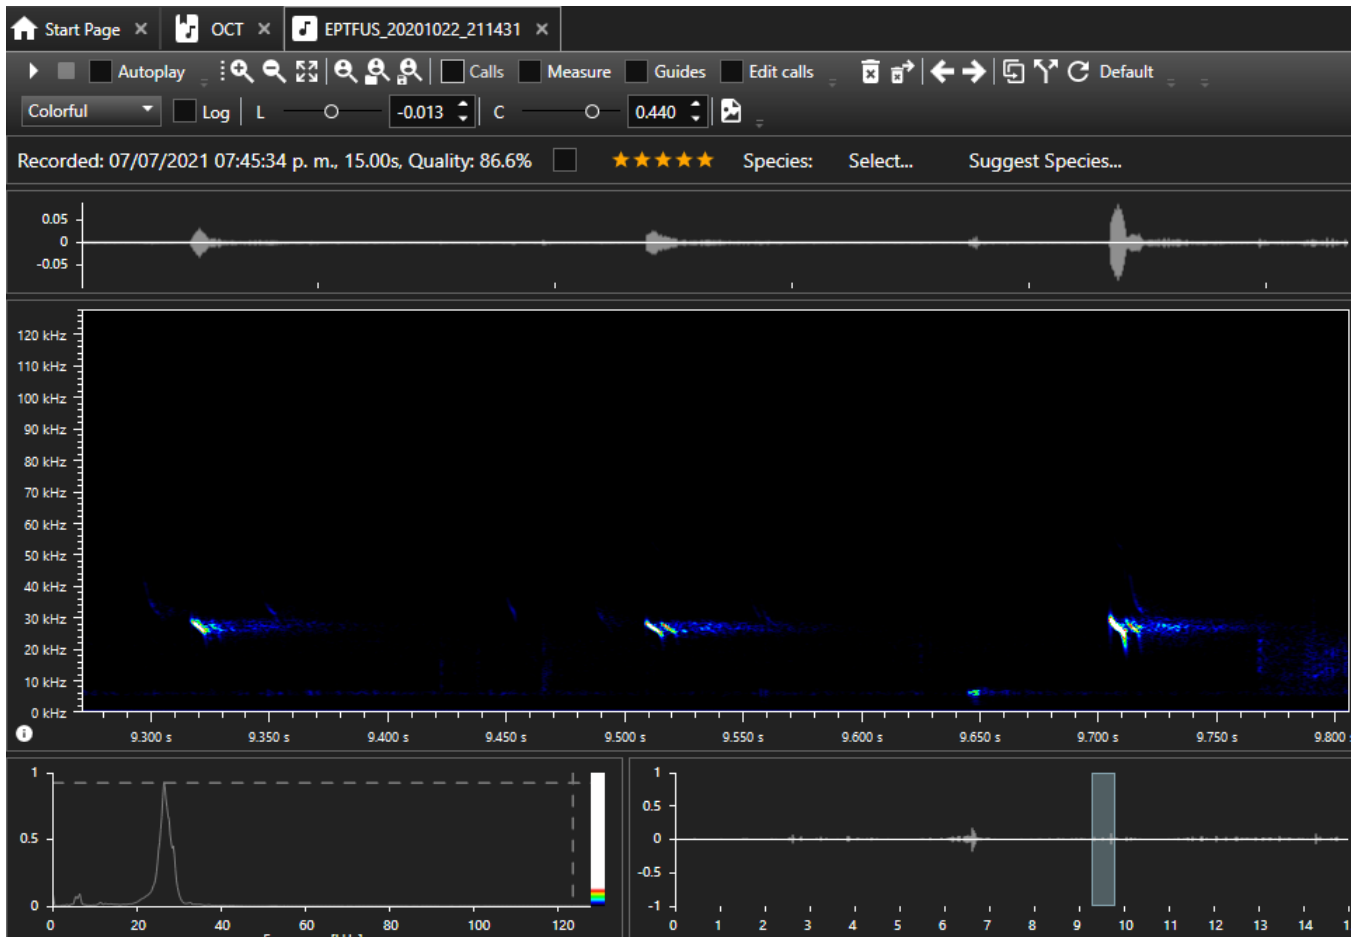 Start Page × OCT × EPTFUS_20201022_211431 ×
Autoplay Calls Measure Guides Edit calls Default
Colorful Log L -0.013 C 0.440
Recorded: 07/07/2021 07:45:34 p. m., 15.00s, Quality: 86.6% ★★★★★ Species: Select... Suggest Species...
0.05
0
-0.05
120 kHz
110 kHz
100 kHz
90 kHz
80 kHz
70 kHz
60 kHz
50 kHz
40 kHz
30 kHz
20 kHz
10 kHz
0 kHz
9.300 s 9.350 s 9.400 s 9.450 s 9.500 s 9.550 s 9.600 s 9.650 s 9.700 s 9.750 s 9.800
1
0.5
0
0 20 40 60 80 100 120
1
0.5
0
-0.5
-1
0 1 2 3 4 5 6 7 8 9 10 11 12 13 14